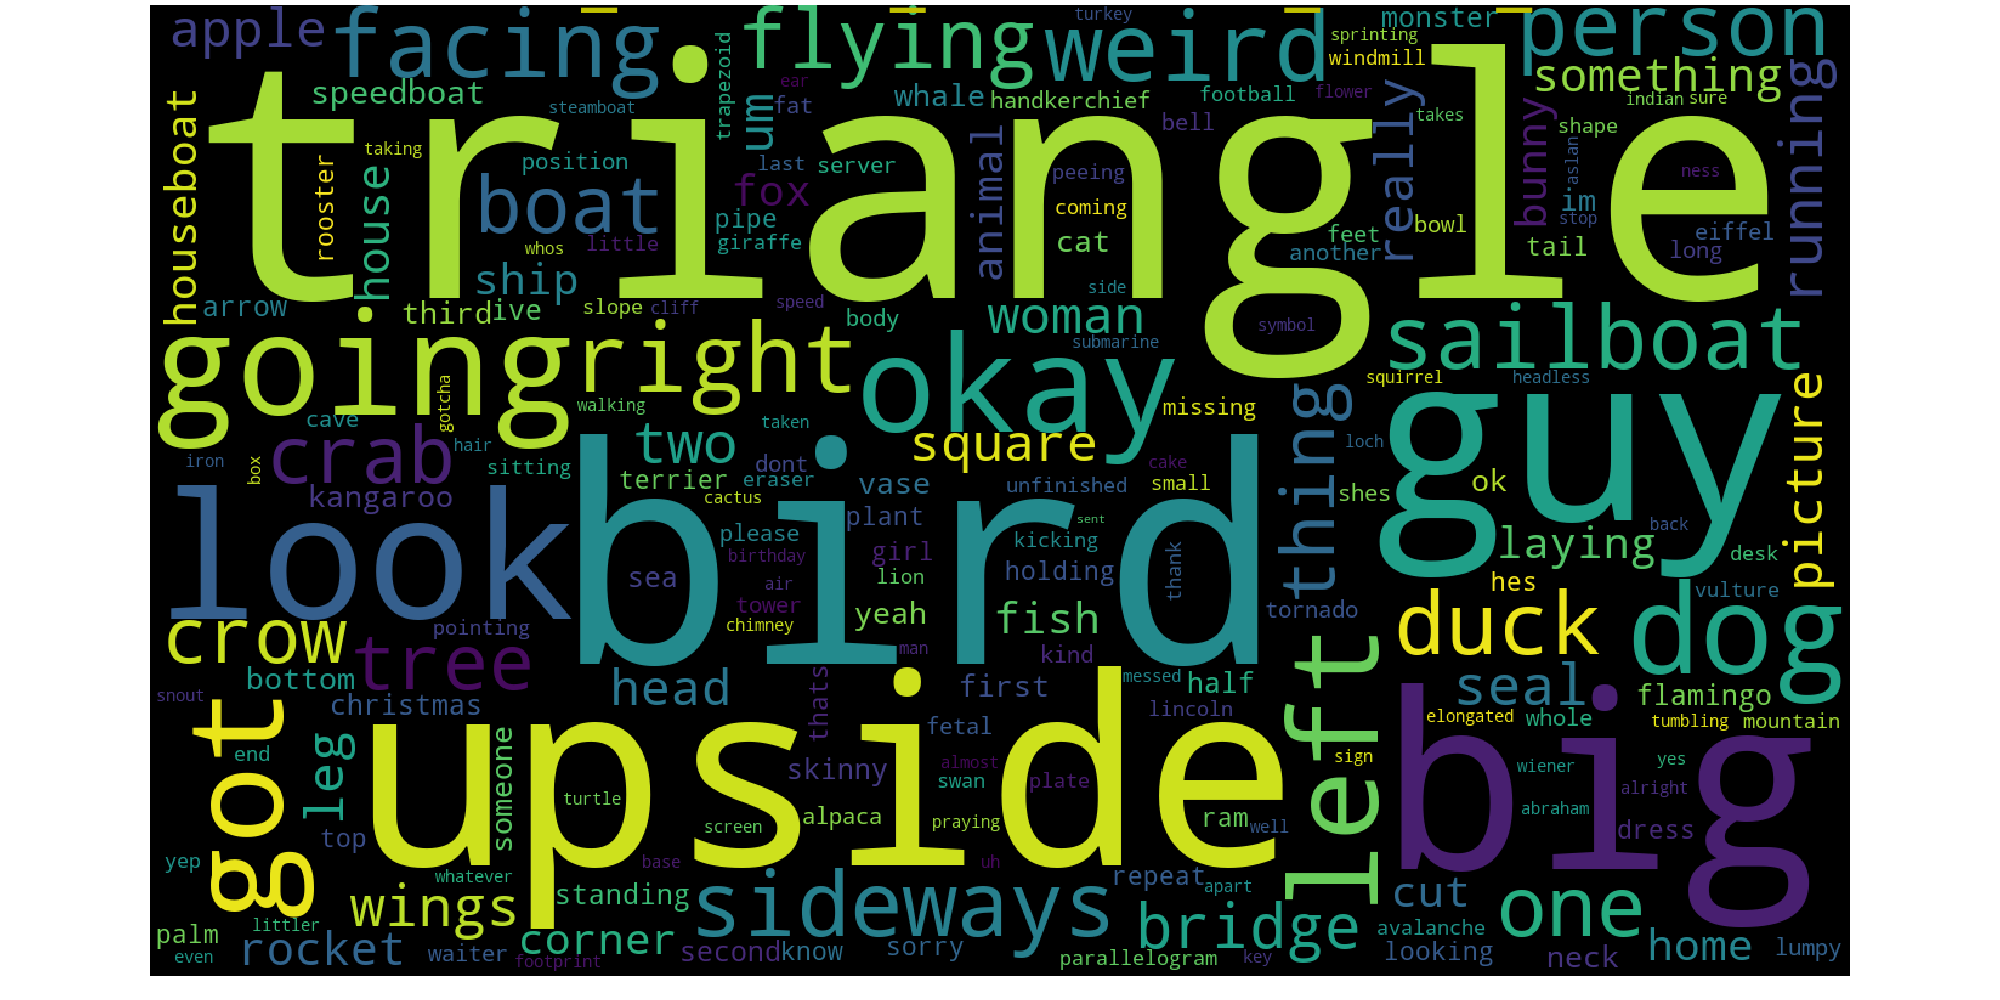 apple
facing
flying
weird
turkey
monster
person
sprinting
windmill
something
speedboat
steamboat
trapezoid
um
ear
fat
whale
handkerchief
football
flower
indian
sure
running
houseboat
triangle
taking
rooster
house
position
boat
fox
last
server
bell
animal
peeing
really
takes
bunny
shape
aslan
ness
im
stop
coming
pipe
giraffe
whos
little
cat
feet
another
bowl
tail
eiffel
long
ship
arrow
third
ive
slope
cliff
speed
body
side
woman
submarine
symbol
sailboat
going
right
okay
gotcha
walking
squirrel
headless
guy
picture
cave
crab
hair
two
taken
square
missing
thing
loch
iron
box
sitting
kangaroo
terrier
dont
eraser
cactus
vase
unfinished
cake
small
shes
ok
look
bird
please
plant
sent
kicking
back
laying
desk
birthday
girl
thank
sea
air
lion
holding
hes
vulture
tower
chimney
yeah
fish
tornado
duck
dog
crow
pointing
tree
man
kind
bottom
snout
christmas
head
thats
first
messed
half
seal
flamingo
got
upside
left
big
fetal
lincoln
elongated
whole
tumbling
mountain
end
leg
someone
skinny
almost
swan
plate
sign
wiener
yes
turtle
alpaca
praying
ram
abraham
alright
top
screen
well
dress
yep
base
uh
whatever
wings
standing
sideways
repeat
apart
cut
one
littler
palm
even
rocket
waiter
corner
footprint
second
know
sorry
bridge
parallelogram
key
avalanche
looking
neck
home
lumpy